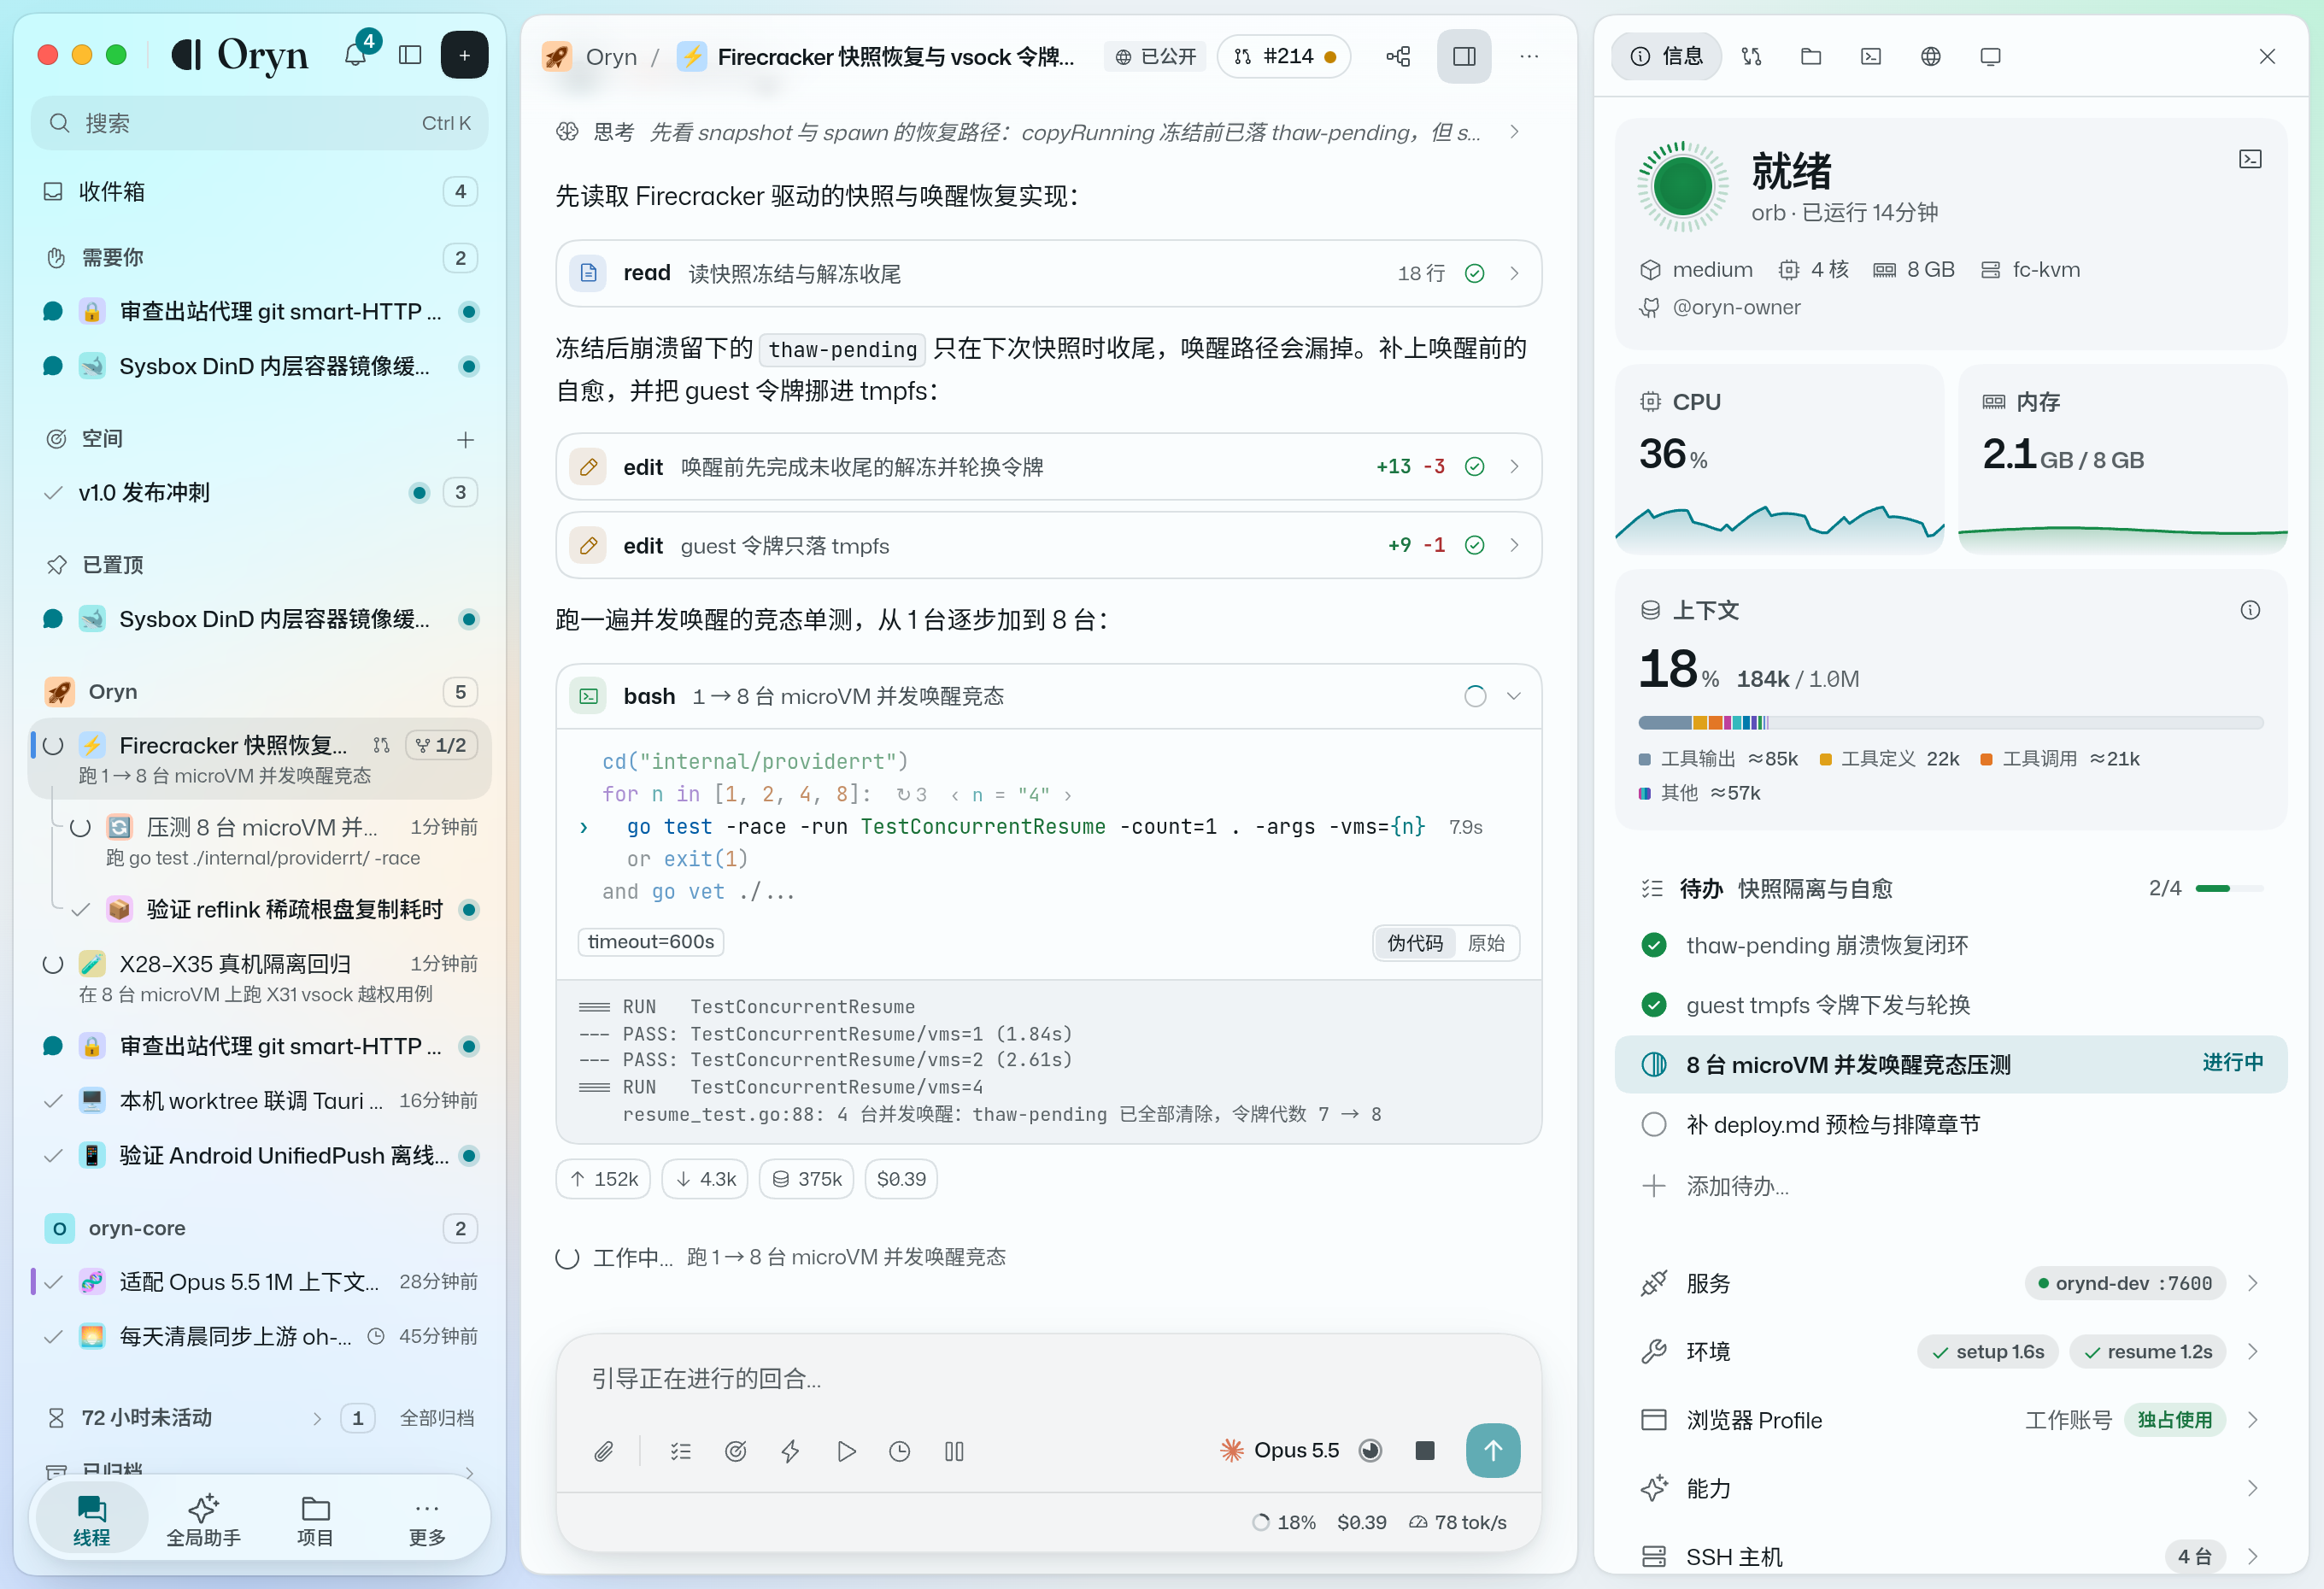 Oryn
4
搜索
Ctrl K
收件箱
4
需要你
2
审查出站代理 git smart-HTTP ...
Sysbox DinD 内层容器镜像缓...
空间
v1.0 发布冲刺
3
已置顶
Sysbox DinD 内层容器镜像缓...
Oryn
5
Firecracker 快照恢复...
1/2
跑 1 → 8 台 microVM 并发唤醒竞态
压测 8 台 microVM 并...
1分钟前
跑 go test ./internal/providerrt/ -race
验证 reflink 稀疏根盘复制耗时
X28–X35 真机隔离回归
1分钟前
在 8 台 microVM 上跑 X31 vsock 越权用例
审查出站代理 git smart-HTTP ...
本机 worktree 联调 Tauri ...
16分钟前
验证 Android UnifiedPush 离线...
O
oryn-core
2
适配 Opus 5.5 1M 上下文...
28分钟前
每天清晨同步上游 oh-...
45分钟前
72 小时未活动
1
全部归档
已归档
线程
全局助手
项目
更多
Oryn / Firecracker 快照恢复与 vsock 令牌...
已公开
#214
思考 先看 snapshot 与 spawn 的恢复路径：copyRunning 冻结前已落 thaw-pending，但 s...
先读取 Firecracker 驱动的快照与唤醒恢复实现：
read 读快照冻结与解冻收尾
18 行
冻结后崩溃留下的 thaw-pending 只在下次快照时收尾，唤醒路径会漏掉。补上唤醒前的
自愈，并把 guest 令牌挪进 tmpfs：
edit 唤醒前先完成未收尾的解冻并轮换令牌
+13 -3
edit guest 令牌只落 tmpfs
+9 -1
跑一遍并发唤醒的竞态单测，从 1 台逐步加到 8 台：
bash 1 → 8 台 microVM 并发唤醒竞态
cd("internal/providerrt")
for n in [1, 2, 4, 8]: ↻ 3 ‹ n = "4" ›
› go test -race -run TestConcurrentResume -count=1 . -args -vms={n} 7.9s
or exit(1)
and go vet ./...
timeout=600s
伪代码 原始
=== RUN TestConcurrentResume
--- PASS: TestConcurrentResume/vms=1 (1.84s)
--- PASS: TestConcurrentResume/vms=2 (2.61s)
=== RUN TestConcurrentResume/vms=4
resume_test.go:88: 4 台并发唤醒：thaw-pending 已全部清除，令牌代数 7 → 8
↑ 152k ↓ 4.3k 375k $0.39
工作中... 跑 1 → 8 台 microVM 并发唤醒竞态
引导正在进行的回合...
Opus 5.5
18% $0.39 78 tok/s
信息
就绪
orb · 已运行 14分钟
medium 4 核 8 GB fc-kvm
@oryn-owner
CPU
36 %
内存
2.1 GB / 8 GB
上下文
18 % 184k / 1.0M
工具输出 ≈85k 工具定义 22k 工具调用 ≈21k
其他 ≈57k
待办 快照隔离与自愈
2/4
thaw-pending 崩溃恢复闭环
guest tmpfs 令牌下发与轮换
8 台 microVM 并发唤醒竞态压测
进行中
补 deploy.md 预检与排障章节
添加待办...
服务
orynd-dev :7600
环境
setup 1.6s
resume 1.2s
浏览器 Profile
工作账号
独占使用
能力
SSH 主机
4 台